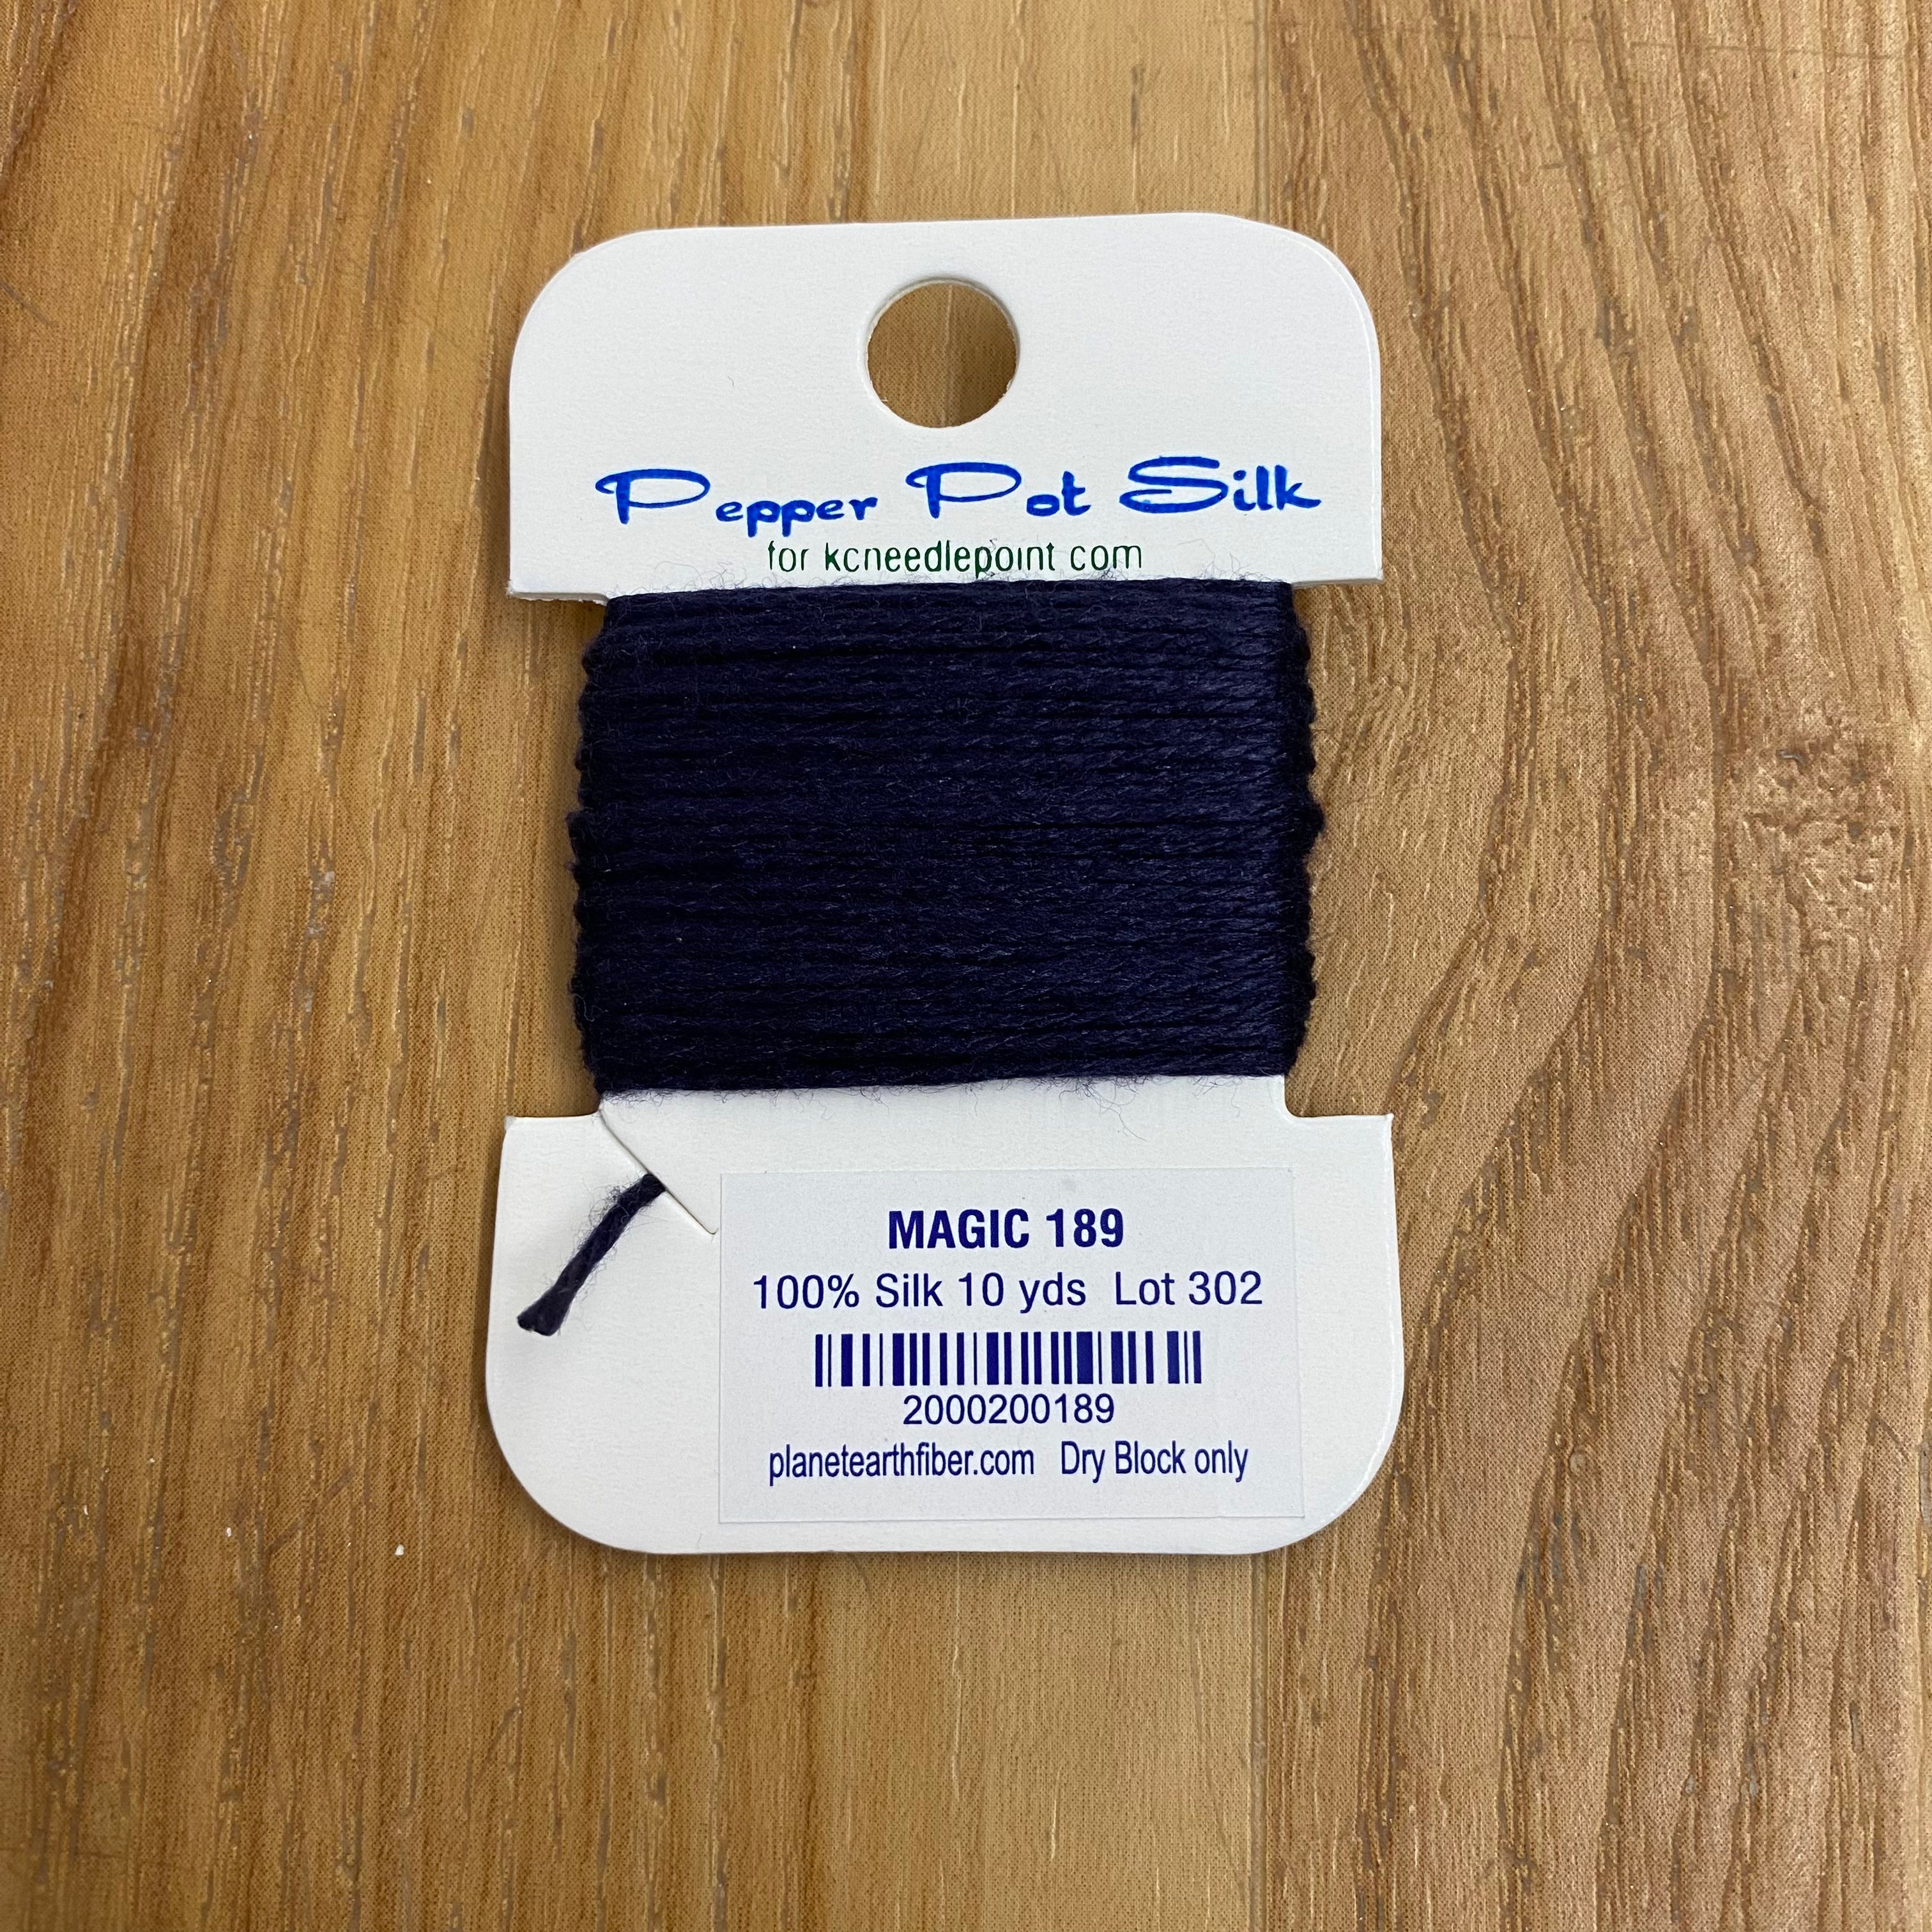 Pepper Pot Silk
for kcneedlepoint com
MAGIC 189
100% Silk 10 yds Lot 302
2000200189
planetearthfiber.com Dry Block only